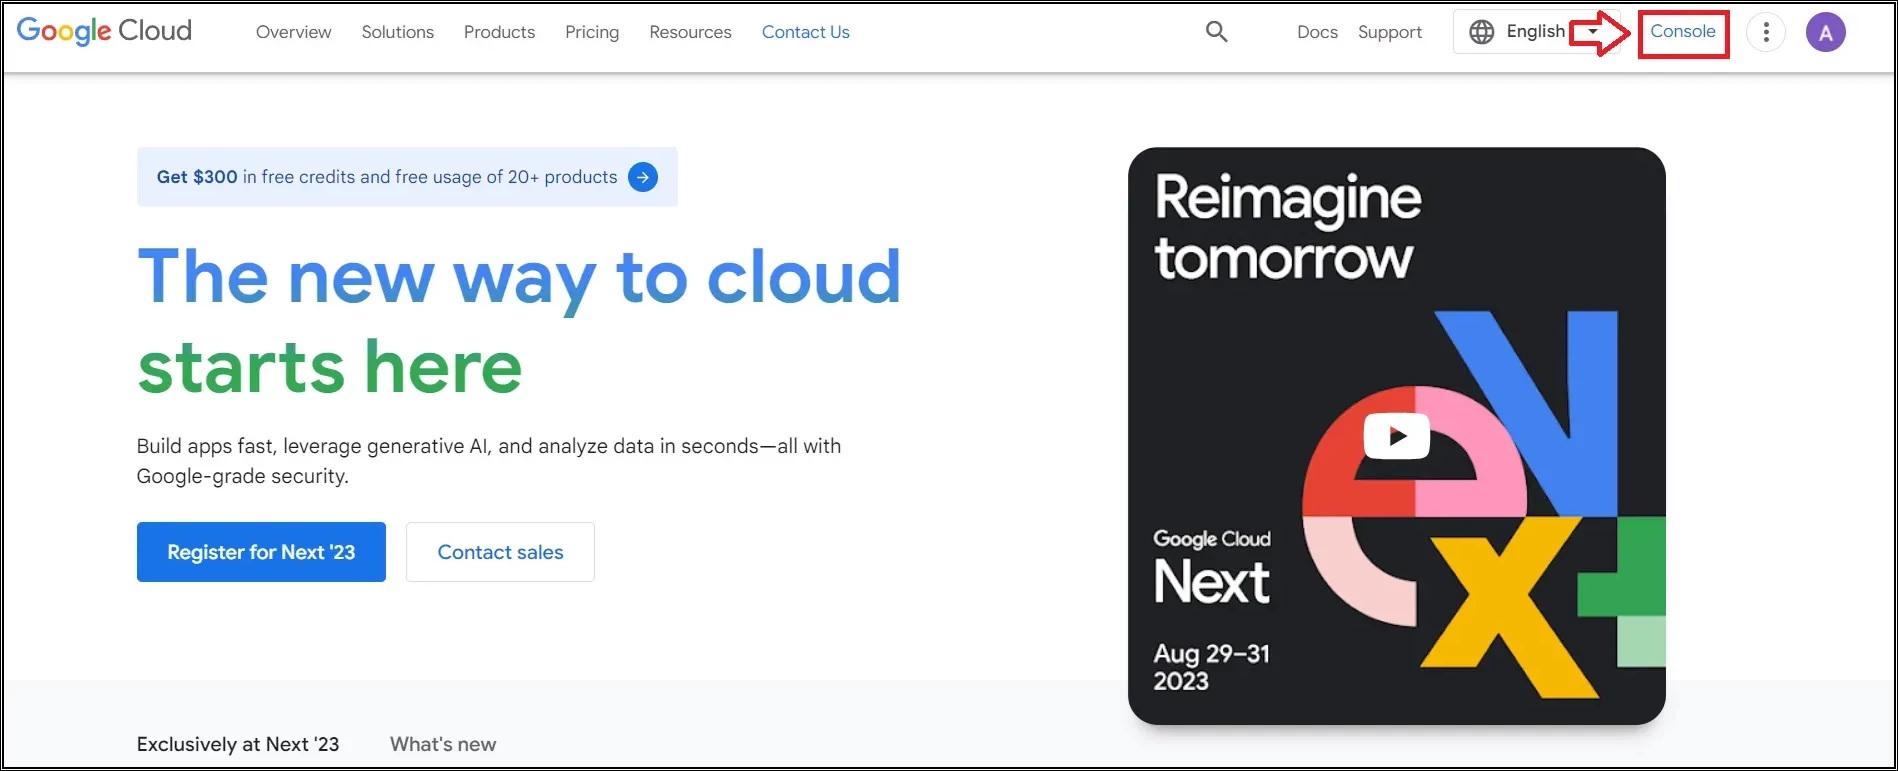 Google Cloud Overview Solutions Products Pricing Resources Contact Us Docs Support English Console A
Get $300 in free credits and free usage of 20+ products
The new way to cloud
starts here
Build apps fast, leverage generative AI, and analyze data in seconds—all with
Google-grade security.
Register for Next '23 Contact sales
Reimagine
tomorrow
Google Cloud
Next
Aug 29–31
2023
Exclusively at Next '23 What's new